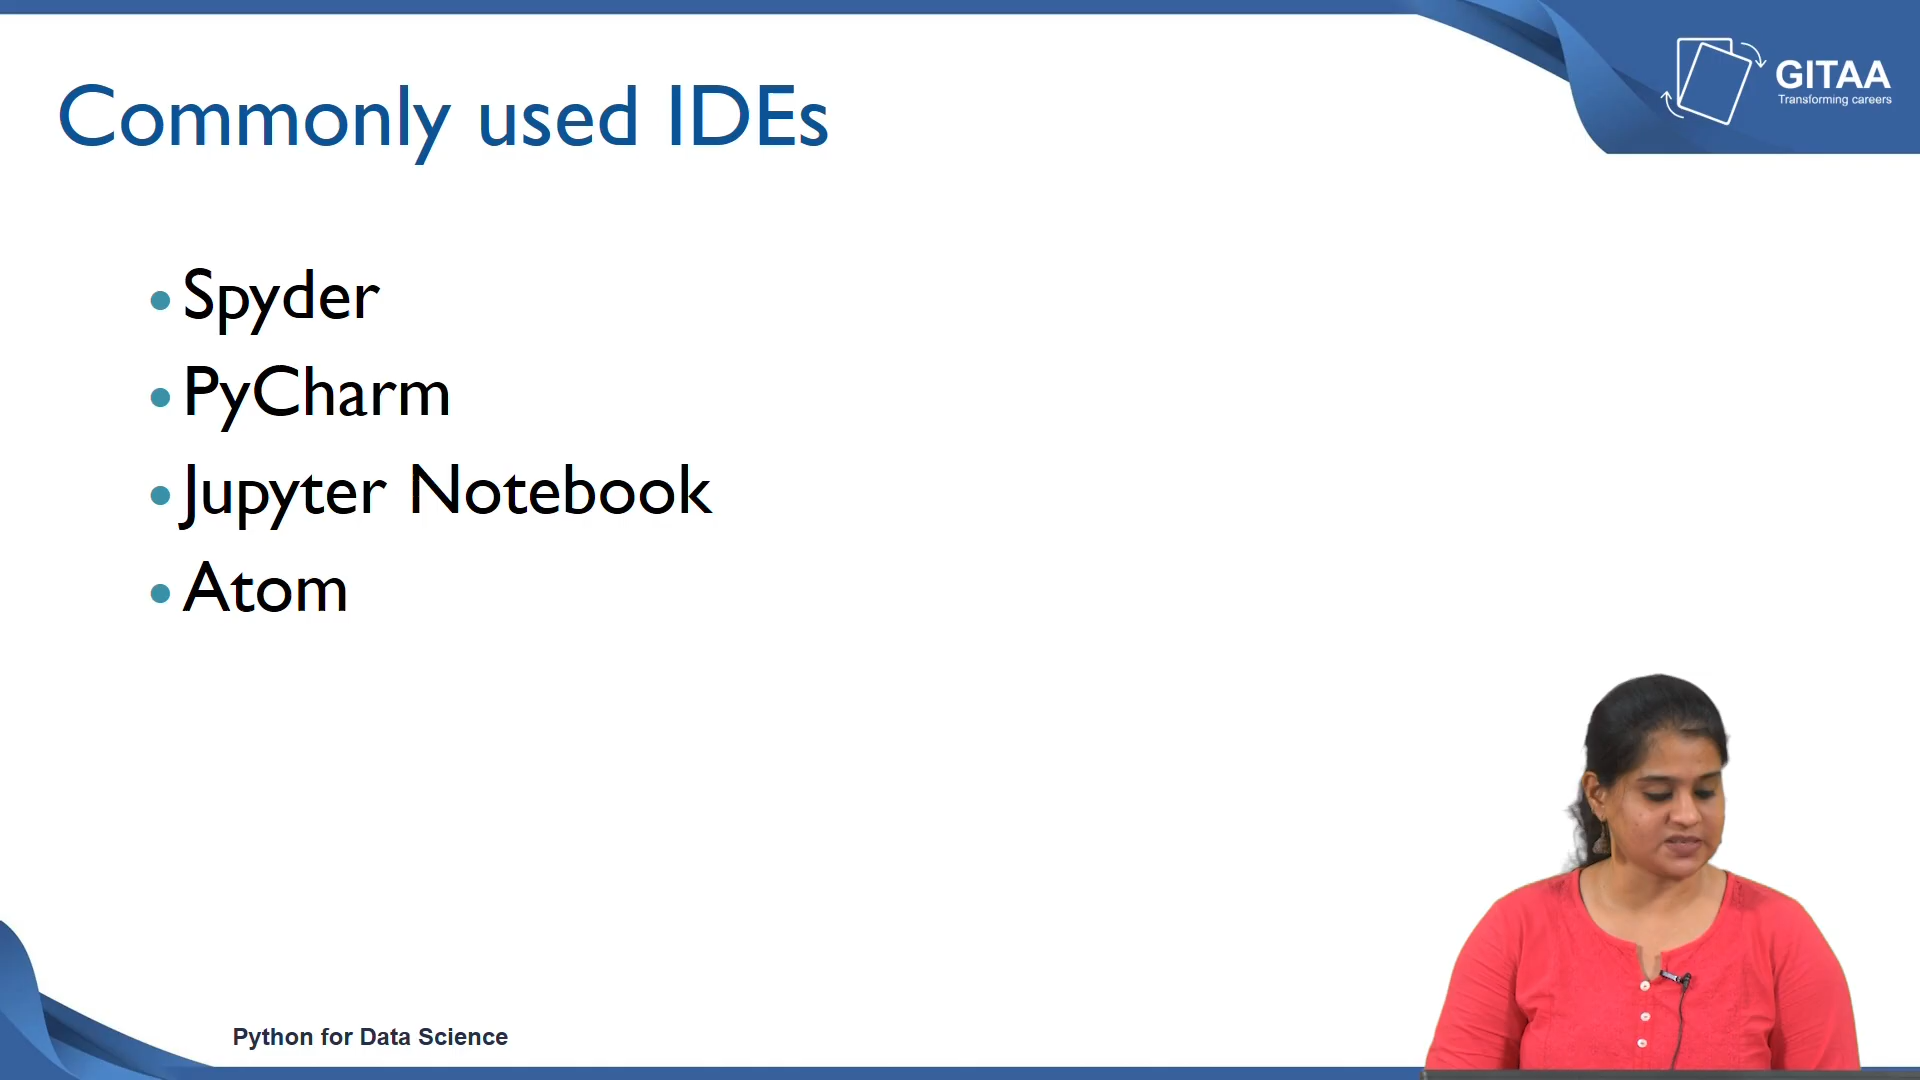 GITAA
Transforming careers
Commonly used IDEs
• Spyder
• PyCharm
• Jupyter Notebook
• Atom
Python for Data Science